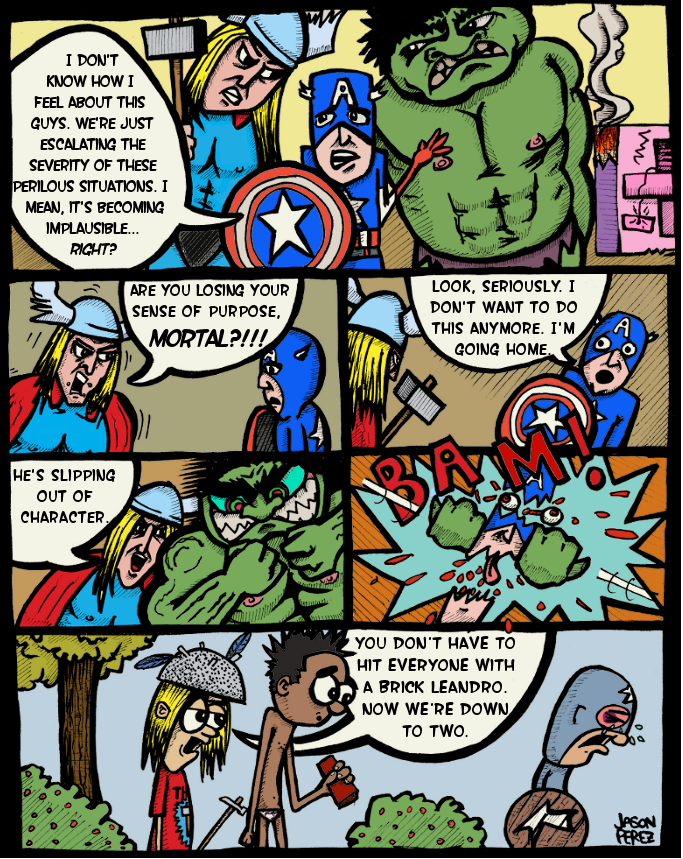 I DON'T
KNOW HOW I
FEEL ABOUT THIS
GUYS. WE'RE JUST
ESCALATING THE
SEVERITY OF THESE
PERILOUS SITUATIONS. I
MEAN, IT'S BECOMING
IMPLAUSIBLE...
RIGHT?
A
ARE YOU LOSING YOUR
SENSE OF PURPOSE,
MORTAL?!!!
LOOK, SERIOUSLY. I
DON'T WANT TO DO
THIS ANYMORE. I'M
GOING HOME.
A
HE'S SLIPPING
OUT OF
CHARACTER.
BAM!
YOU DON'T HAVE TO
HIT EVERYONE WITH
A BRICK LEANDRO.
NOW WE'RE DOWN
TO TWO.
JASON
PEREZ